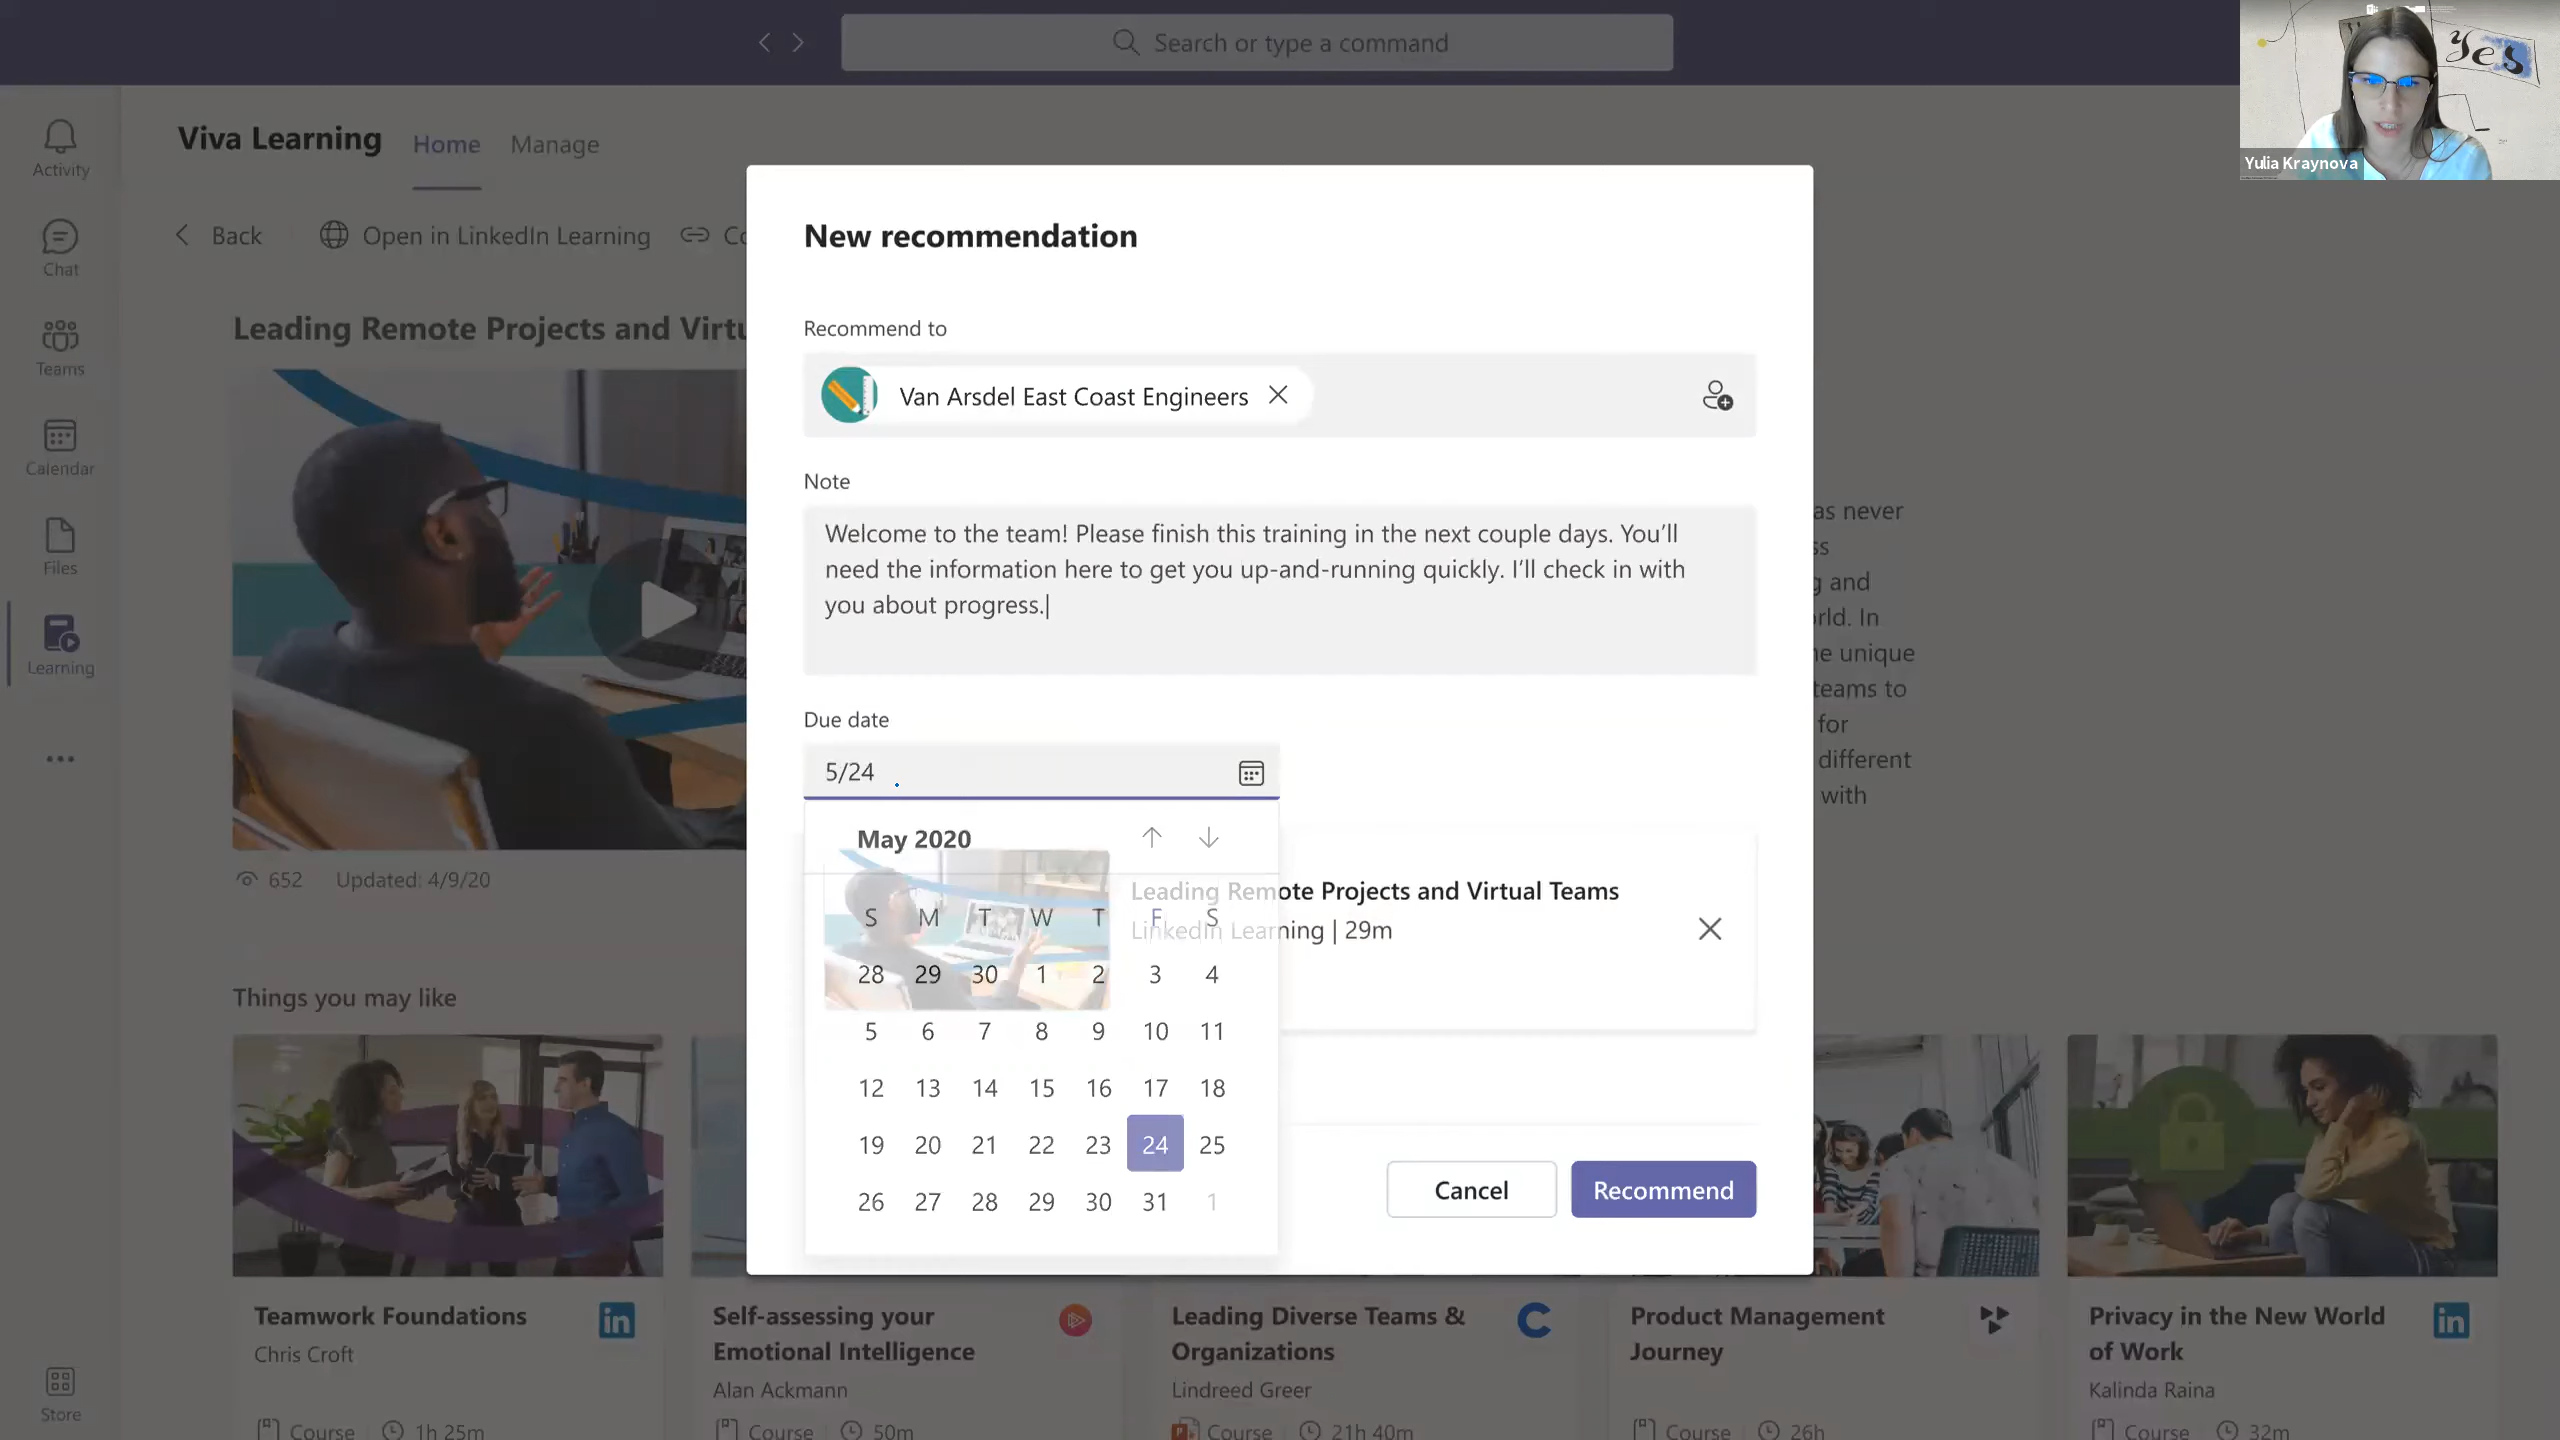 Search or type a command
Yes
Yulia Kraynova
Activity
Chat
Teams
Calendar
Files
Learning
Store
Viva Learning
Home
Manage
Back
Open in LinkedIn Learning
Leading Remote Projects and
652
Updated: 4/9/20
New recommendation
Recommend to
Van Arsdel East Coast Engineers
Note
Welcome to the team! Please finish this training in the next couple days. You’ll
need the information here to get you up-and-running quickly. I’ll check in with
you about progress.
Due date
5/24
May 2020
S M T W T F S
28 29 30 1 2 3 4
5 6 7 8 9 10 11
12 13 14 15 16 17 18
19 20 21 22 23 24 25
26 27 28 29 30 31 1
Leading Remote Projects and Virtual Teams
LinkedIn Learning | 29m
Cancel
Recommend
never
and
In
unique
teams to
for
different
with
Things you may like
Teamwork Foundations
Chris Croft
Course
1h 25m
Self-assessing your
Emotional Intelligence
Alan Ackmann
Course
50m
Leading Diverse Teams &
Organizations
Lindreed Greer
Course
21h 40m
Product Management
Journey
Course
26h
Privacy in the New World
of Work
Kalinda Raina
Course
32m